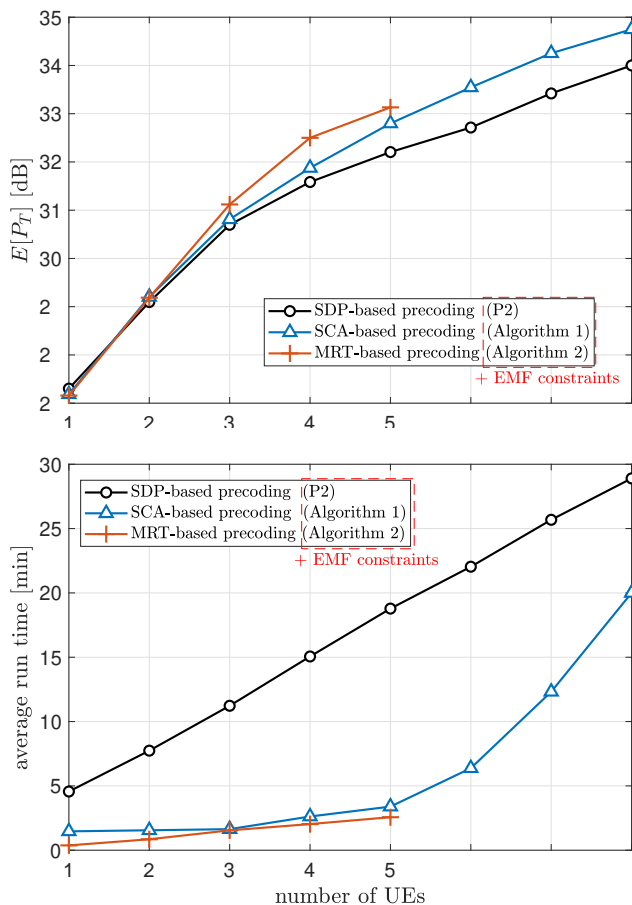 35
34
33
32
31
30
2
2
2
E[P_T] [dB]
SDP-based precoding (P2)
SCA-based precoding (Algorithm 1)
MRT-based precoding (Algorithm 2)
+ EMF constraints
1 2 3 4 5
30
25
20
15
10
5
0
average run time [min]
SDP-based precoding (P2)
SCA-based precoding (Algorithm 1)
MRT-based precoding (Algorithm 2)
+ EMF constraints
1 2 3 4 5
number of UEs